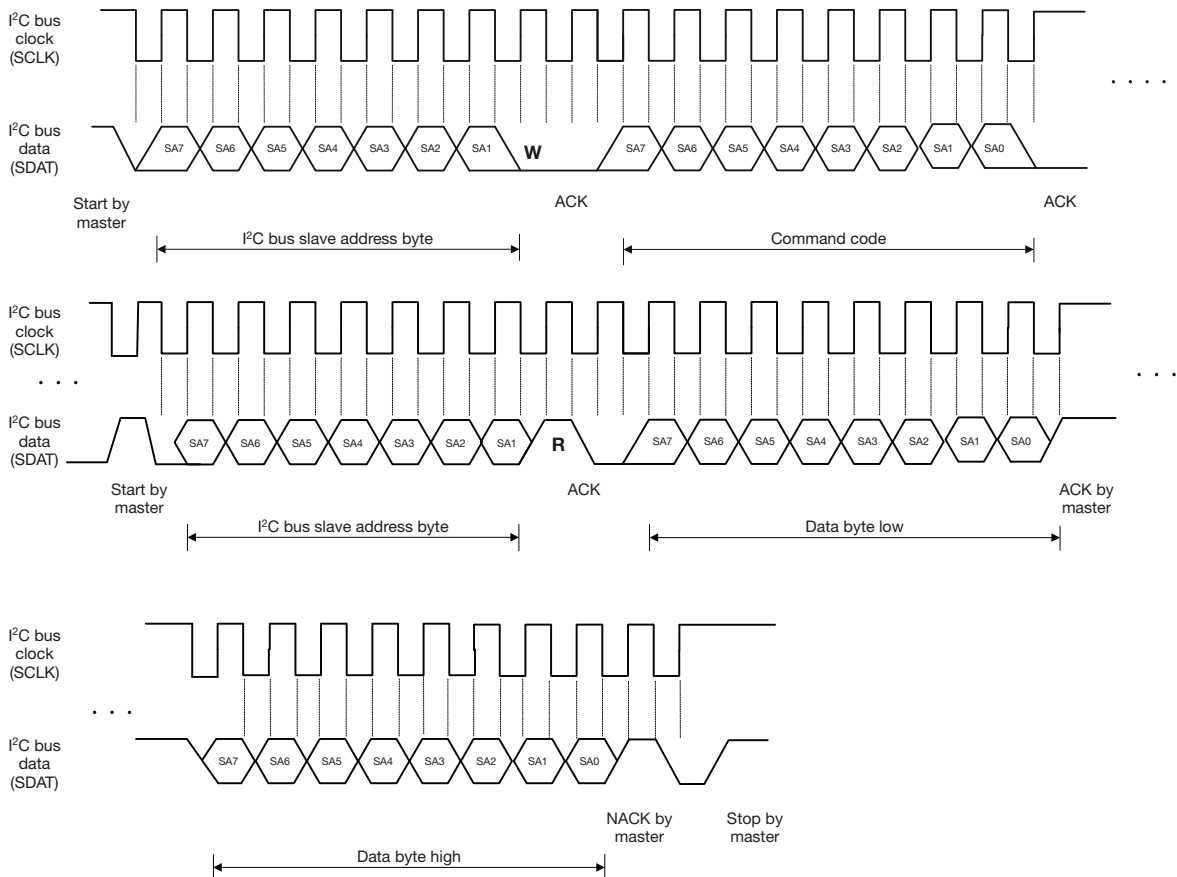 I²C bus
clock
(SCLK)
. . . .
I²C bus
data
(SDAT)
SA7 SA6 SA5 SA4 SA3 SA2 SA1 W SA7 SA6 SA5 SA4 SA3 SA2 SA1 SA0
Start by
master
ACK
ACK
I²C bus slave address byte
Command code
I²C bus
clock
(SCLK)
. . .
. . . .
I²C bus
data
(SDAT)
SA7 SA6 SA5 SA4 SA3 SA2 SA1 R SA7 SA6 SA5 SA4 SA3 SA2 SA1 SA0
Start by
master
ACK
ACK by
master
I²C bus slave address byte
Data byte low
I²C bus
clock
(SCLK)
. . .
I²C bus
data
(SDAT)
SA7 SA6 SA5 SA4 SA3 SA2 SA1 SA0
NACK by
master
Stop by
master
Data byte high